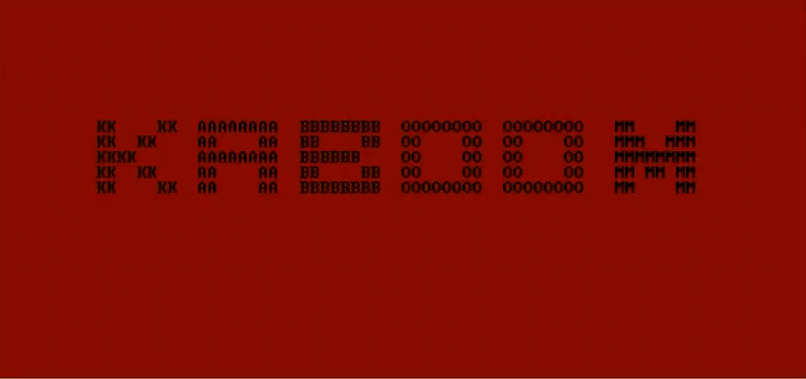 KK    KK  AAAAAAAA  BBBBBBBB  OOOOOOOO  OOOOOOOO   MM    MM
KK  KK    AA    AA  BB    BB  OO    OO  OO    OO   MMM  MMM
KKKK      AAAAAAAA  BBBBBB    OO    OO  OO    OO   MMMMMMMM
KK  KK    AA    AA  BB    BB  OO    OO  OO    OO   MM MM MM
KK    KK  AA    AA  BBBBBRBB  OOOOOOOO  OOOOOOOO   MM    MM